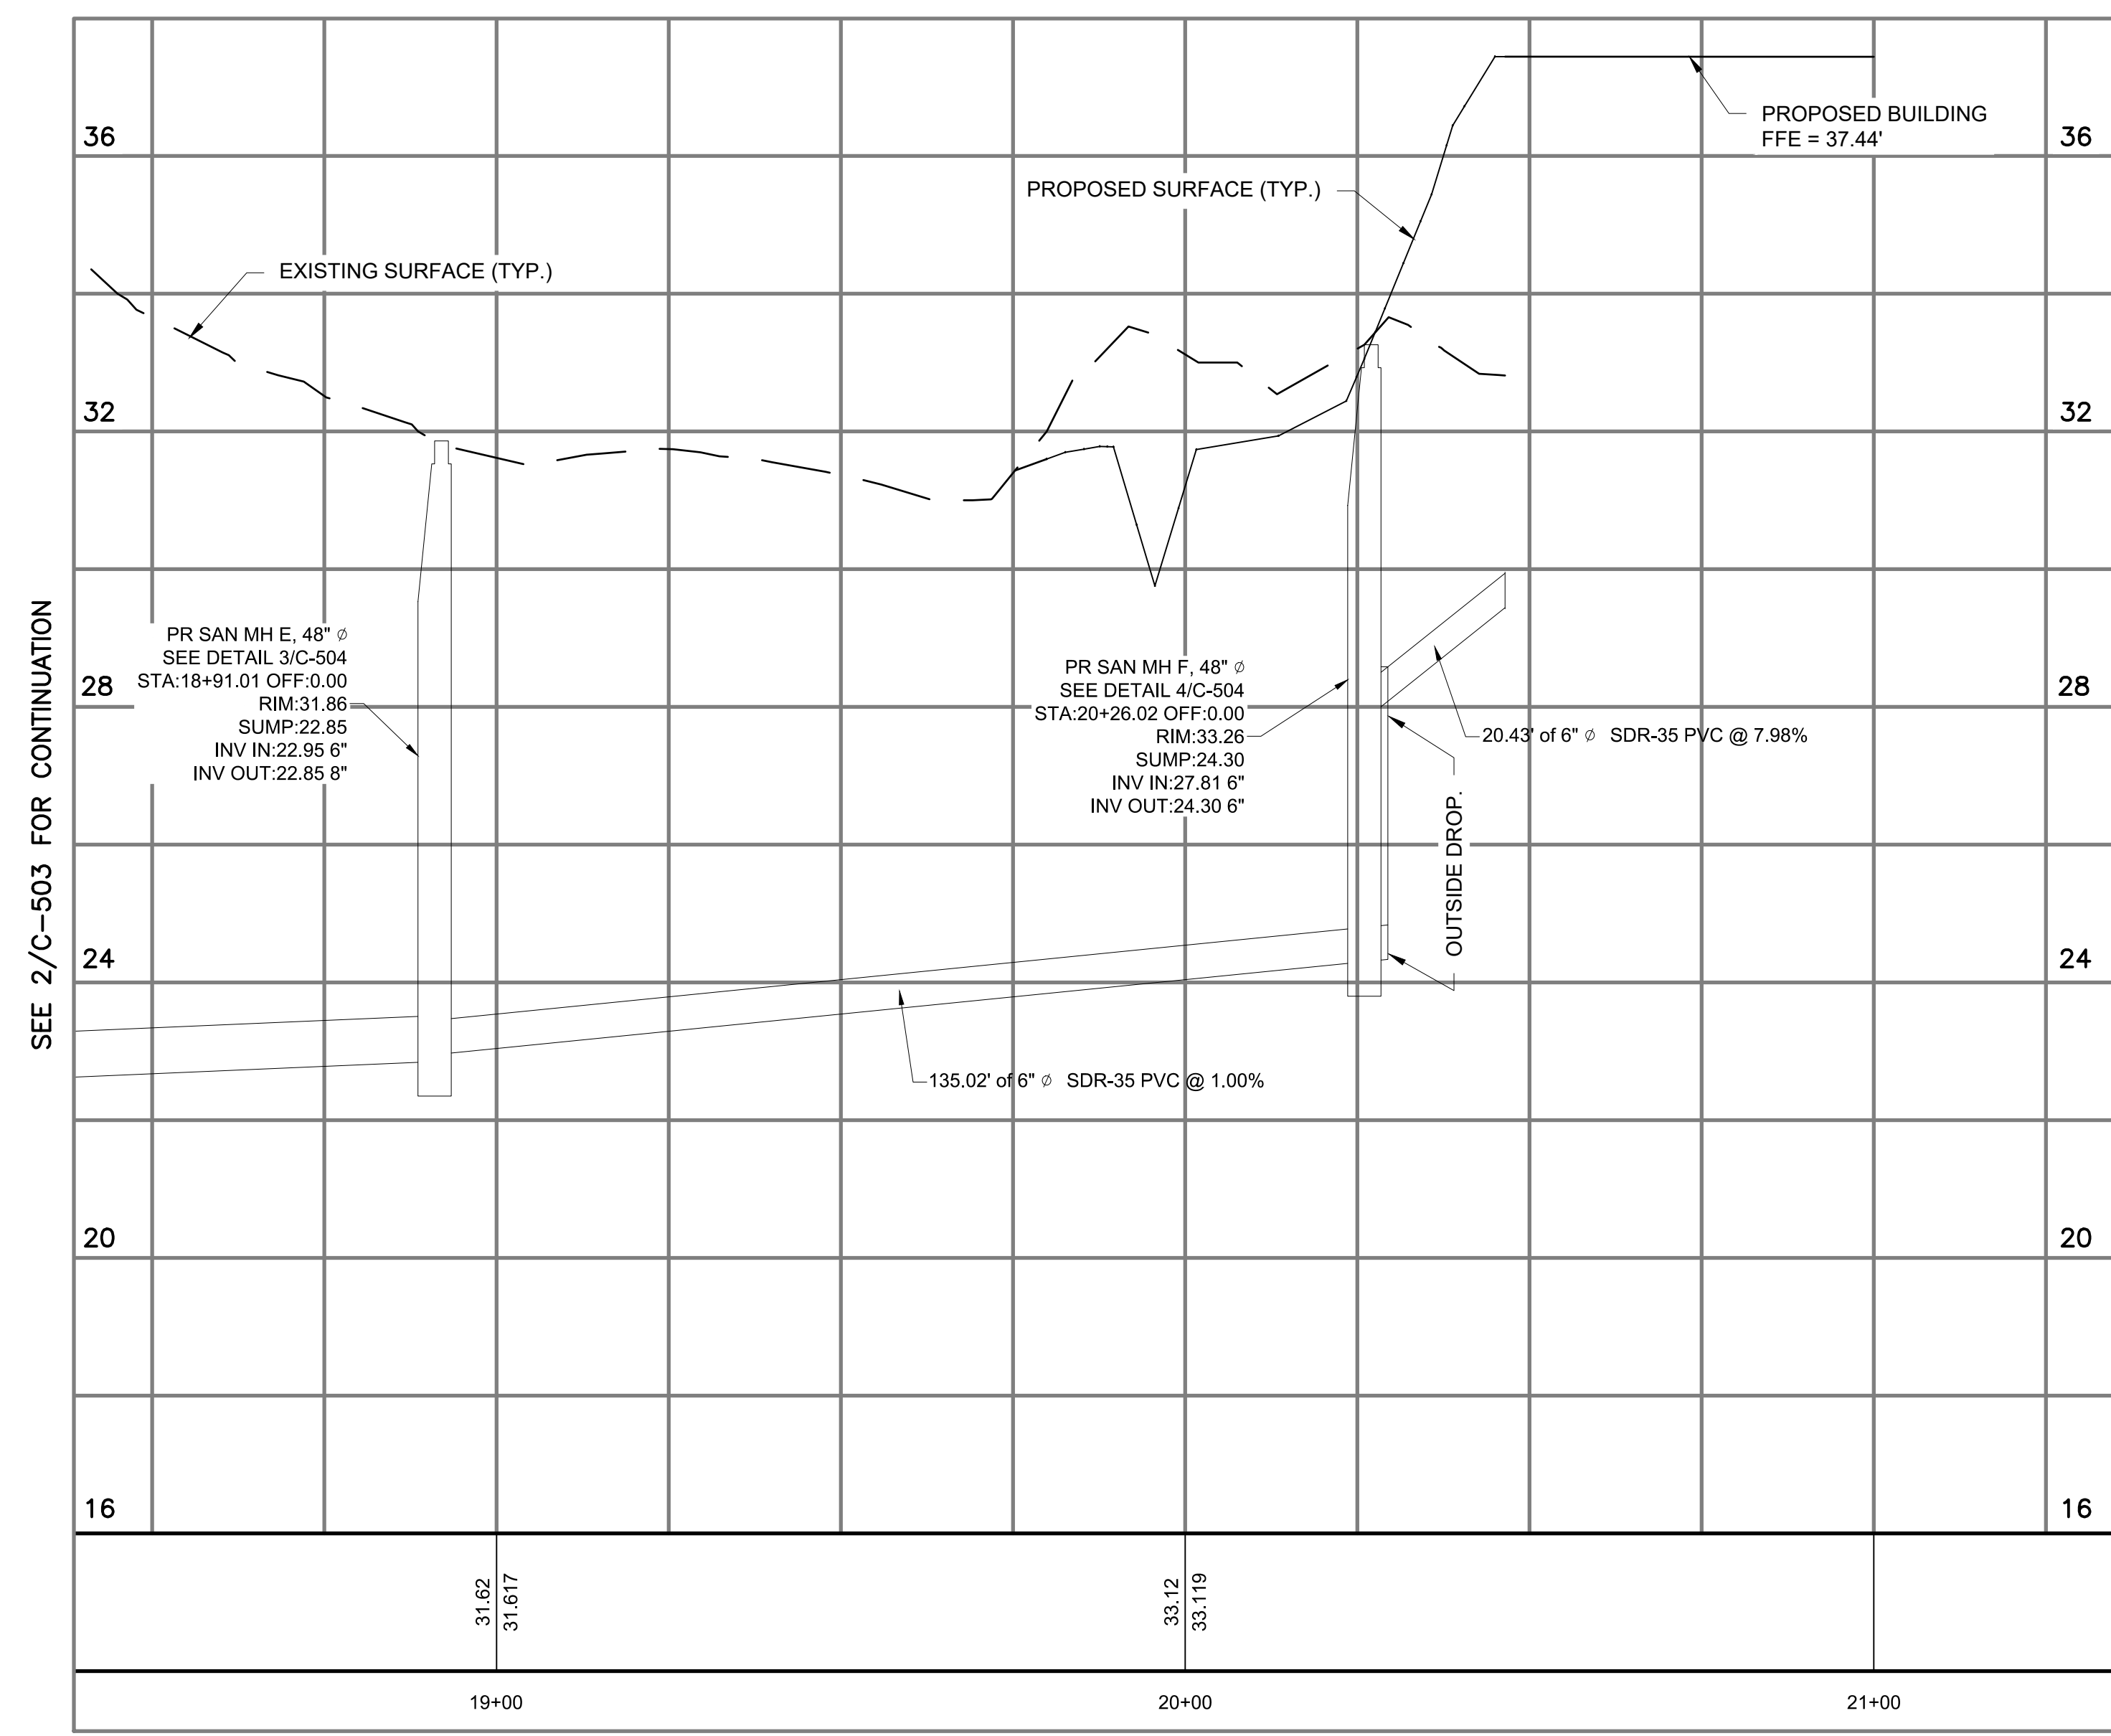 36
36
PROPOSED BUILDING
FFE = 37.44'
PROPOSED SURFACE (TYP.)
EXISTING SURFACE (TYP.)
32
32
SEE 2/C-503 FOR CONTINUATION
PR SAN MH E, 48" ∅
SEE DETAIL 3/C-504
STA:18+91.01 OFF:0.00
RIM:31.86
SUMP:22.85
INV IN:22.95 6"
INV OUT:22.85 8"
28
28
PR SAN MH F, 48" ∅
SEE DETAIL 4/C-504
STA:20+26.02 OFF:0.00
RIM:33.26
SUMP:24.30
INV IN:27.81 6"
INV OUT:24.30 6"
20.43' of 6" ∅ SDR-35 PVC @ 7.98%
OUTSIDE DROP.
24
24
135.02' of 6" ∅ SDR-35 PVC @ 1.00%
20
20
16
16
31.62
31.617
33.12
33.119
19+00
20+00
21+00